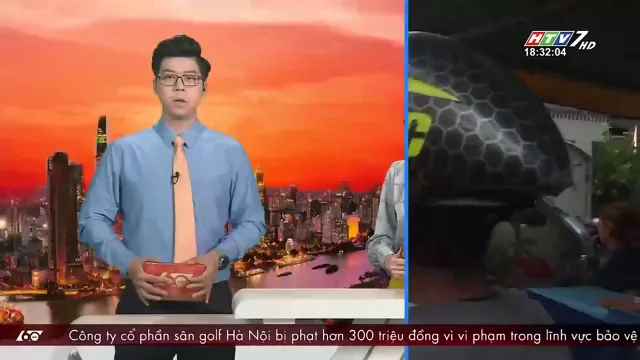 HTV7 HD
18:32:04
60
Công ty cổ phần sân golf Hà Nội bị phạt hơn 300 triệu đồng vì vi phạm trong lĩnh vực bảo vệ